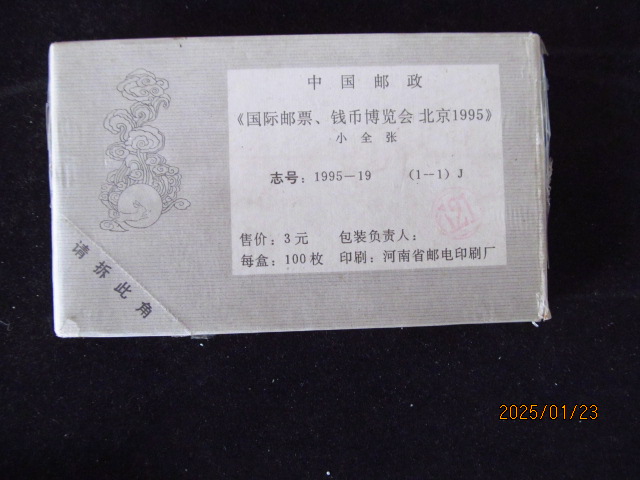 中国邮政
《国际邮票、钱币博览会 北京1995》
小全张
志号：1995－19 （1－1）J
售价：3元 包装负责人：
每盒：100枚 印刷：河南省邮电印刷厂
请拆此角
2025/01/23